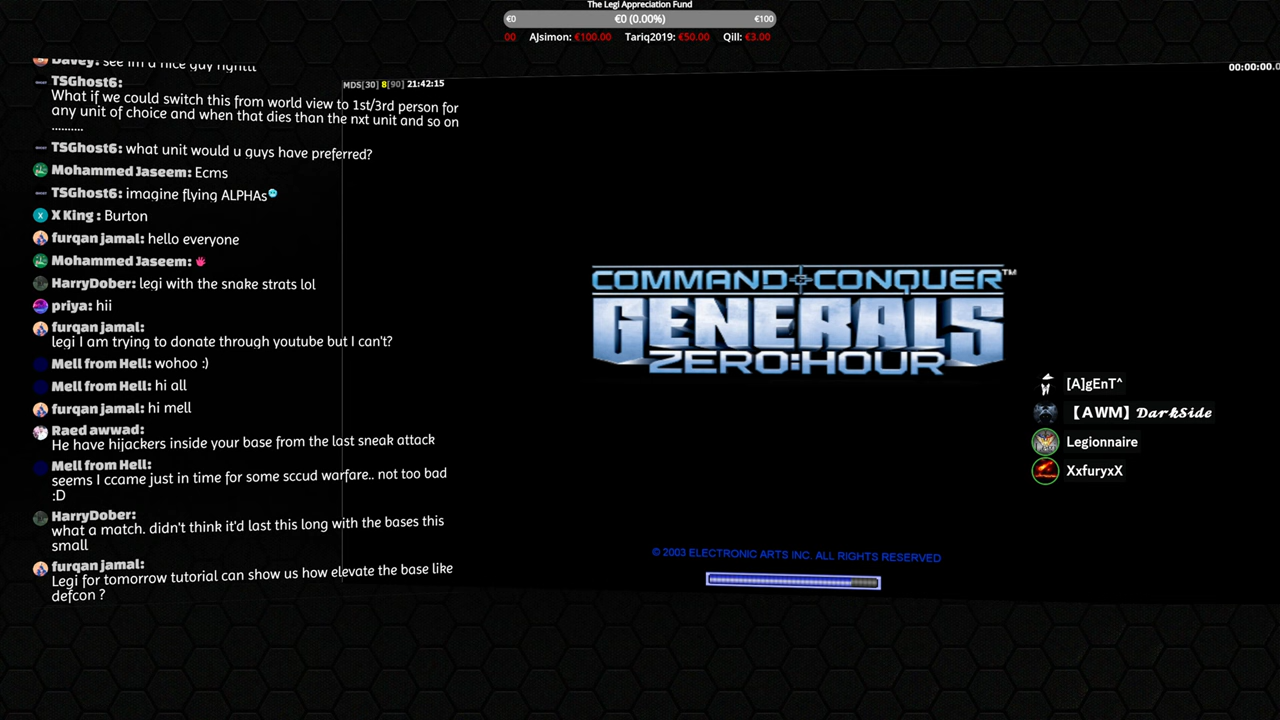 The Legi Appreciation Fund
€0 €0 (0.00%) €100
00 AJsimon: €100.00 Tariq2019: €50.00 Qill: €3.00
00:00:00.0
MDS[30] 8[90] 21:42:15
Davey: see im a nice guy rightttt
TSGhost6:
What if we could switch this from world view to 1st/3rd person for
any unit of choice and when that dies than the nxt unit and so on
..........
TSGhost6: what unit would u guys have preferred?
Mohammed Jaseem: Ecms
TSGhost6: imagine flying ALPHAs
X King : Burton
furqan jamal: hello everyone
Mohammed Jaseem:
HarryDober: legi with the snake strats lol
priya: hii
furqan jamal:
legi I am trying to donate through youtube but I can't?
Mell from Hell: wohoo :)
Mell from Hell: hi all
furqan jamal: hi mell
Raed awwad:
He have hijackers inside your base from the last sneak attack
Mell from Hell:
seems I ccame just in time for some sccud warfare.. not too bad
:D
HarryDober:
what a match. didn't think it'd last this long with the bases this
small
furqan jamal:
Legi for tomorrow tutorial can show us how elevate the base like
defcon ?
COMMAND CONQUER™
GENERALS
ZERO:HOUR
[A]gEnT^
【AWM】𝓓𝓪𝓻𝓴𝓢𝓲𝓭𝓮
Legionnaire
XxfuryxX
© 2003 ELECTRONIC ARTS INC. ALL RIGHTS RESERVED